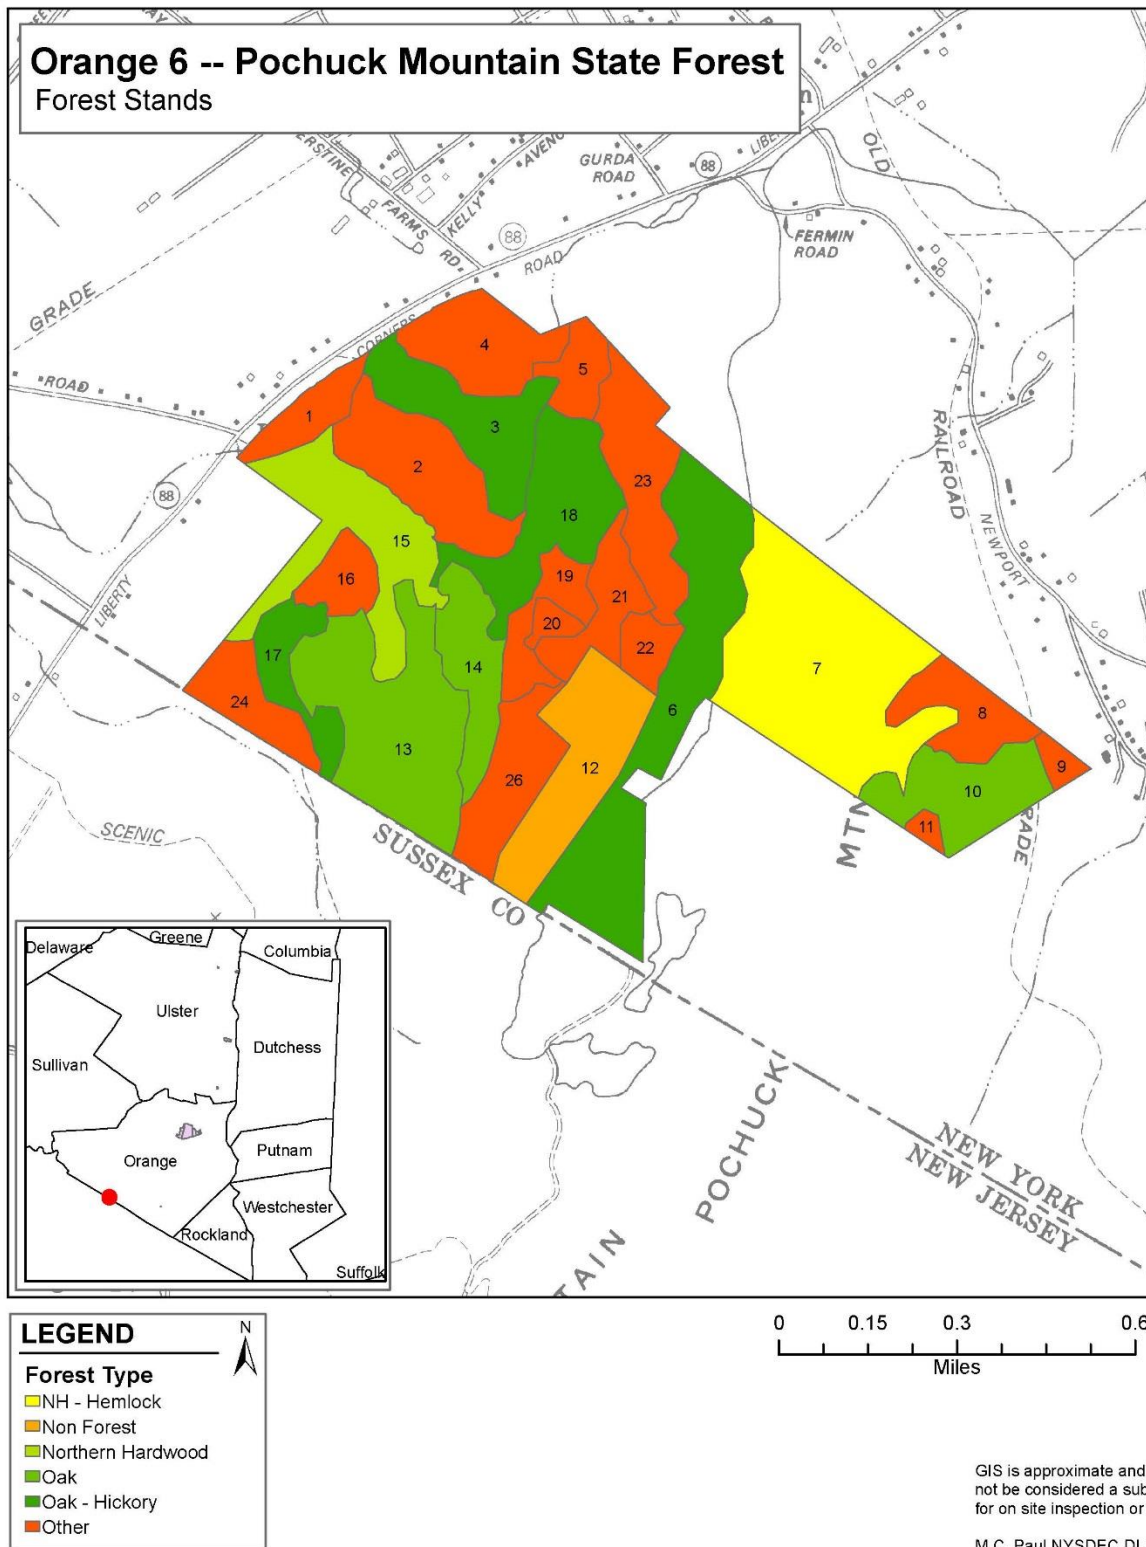 Orange 6 -- Pochuck Mountain State Forest
Forest Stands
OLD
GURDA
ROAD
88
AVENUE
KELLY
FARMS
RD.
88
ROAD
FERMIN
ROAD
GRADE
CORNERS
ROAD
RAILROAD
NEWPORT
88
LIBERTY
4
5
1
3
2
23
18
15
16
19
21
20
22
17
14
7
24
6
8
13
12
26
9
10
11
SCENIC
SUSSEX CO
MTN
Delaware
Greene
Columbia
Ulster
Sullivan
Dutchess
Orange
Putnam
Westchester
Rockland
Suffolk
POCHUCK
NEW YORK
NEW JERSEY
LEGEND
N
Forest Type
NH - Hemlock
Non Forest
Northern Hardwood
Oak
Oak - Hickory
Other
0 0.15 0.3 0.6
Miles
GIS is approximate and
not be considered a sub
for on site inspection or
M.C. Paul NYSDEC DL